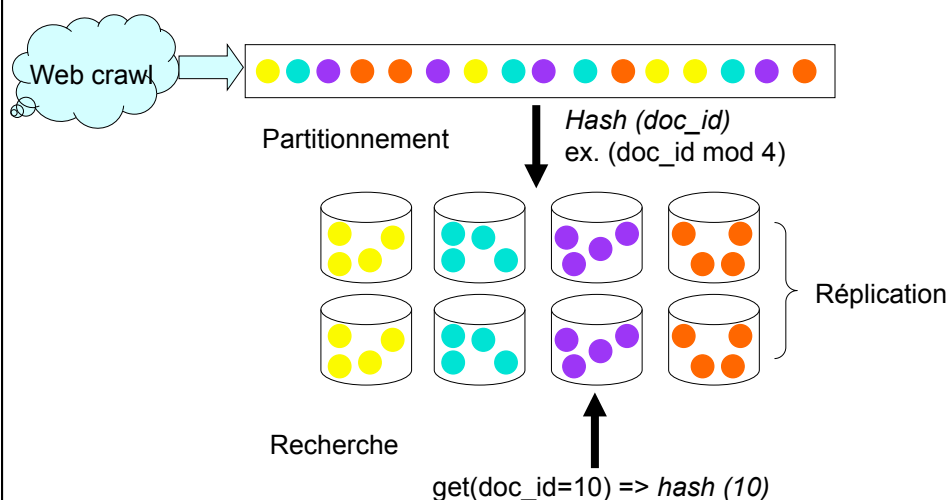 Web crawl
Partitionnement
Hash (doc_id)
ex. (doc_id mod 4)
Réplication
Recherche
get(doc_id=10) => hash (10)